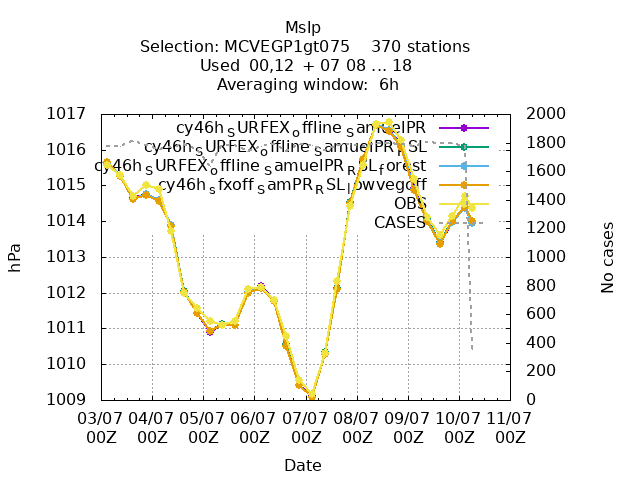 Mslp
Selection: MCVEGP1gt075 370 stations
Used 00,12 + 07 08 ... 18
Averaging window: 6h
1017 2000
cy46h_SURFEX_offline_samuelPR
1016 1800
cy46h_SURFEX_offline_samuelPR_RSL
cy46h_SURFEX_offline_samuelPR_RSL_forest
1015 1600
cy46h_sfxoff_SamPR_RSL_lowvegoff
1400
OBS
1014 1200
CASES
1013 1000
1012 800
600
1011 400
1010 200
1009 0
hPa
No cases
03/07 04/07 05/07 06/07 07/07 08/07 09/07 10/07 11/07
00Z 00Z 00Z 00Z 00Z 00Z 00Z 00Z 00Z
Date